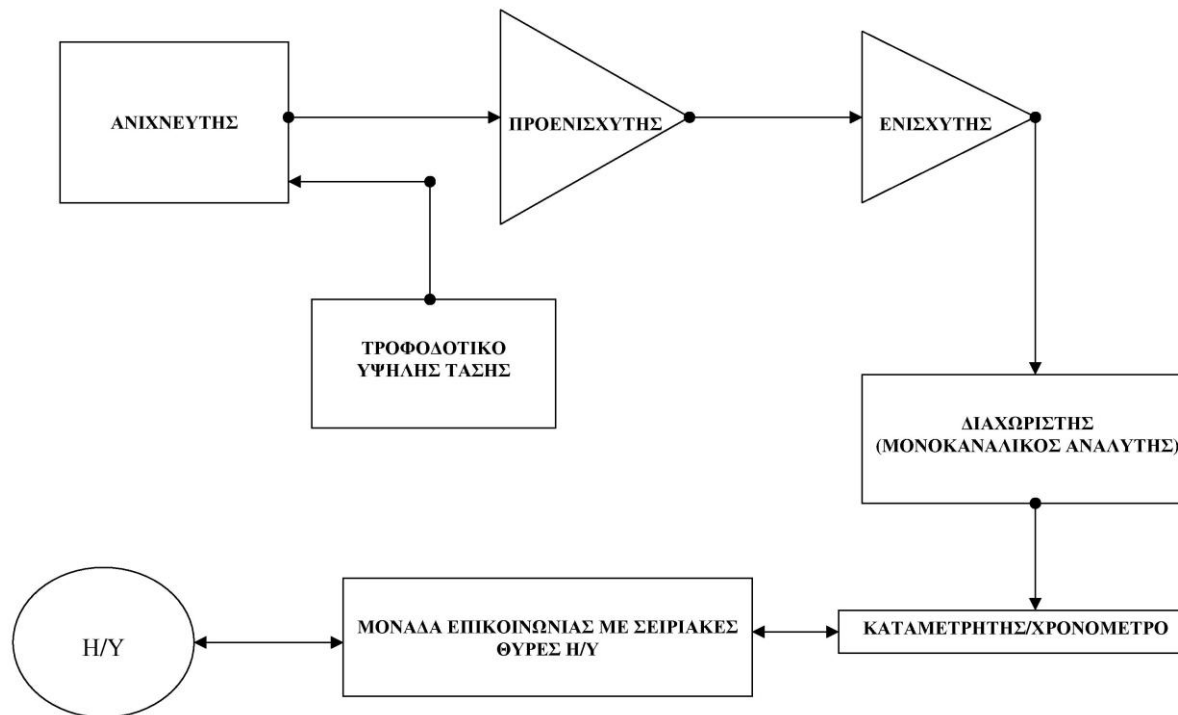 ΑΝΙΧΝΕΥΤΗΣ
ΠΡΟΕΝΙΣΧΥΤΗΣ
ΕΝΙΣΧΥΤΗΣ
ΤΡΟΦΟΔΟΤΙΚΟ
ΥΨΗΛΗΣ ΤΑΣΗΣ
ΔΙΑΧΩΡΙΣΤΗΣ
(ΜΟΝΟΚΑΝΑΛΙΚΟΣ ΑΝΑΛΥΤΗΣ)
ΚΑΤΑΜΕΤΡΗΤΗΣ/ΧΡΟΝΟΜΕΤΡΟ
ΜΟΝΑΔΑ ΕΠΙΚΟΙΝΩΝΙΑΣ ΜΕ ΣΕΙΡΙΑΚΕΣ
ΘΥΡΕΣ Η/Υ
Η/Υ